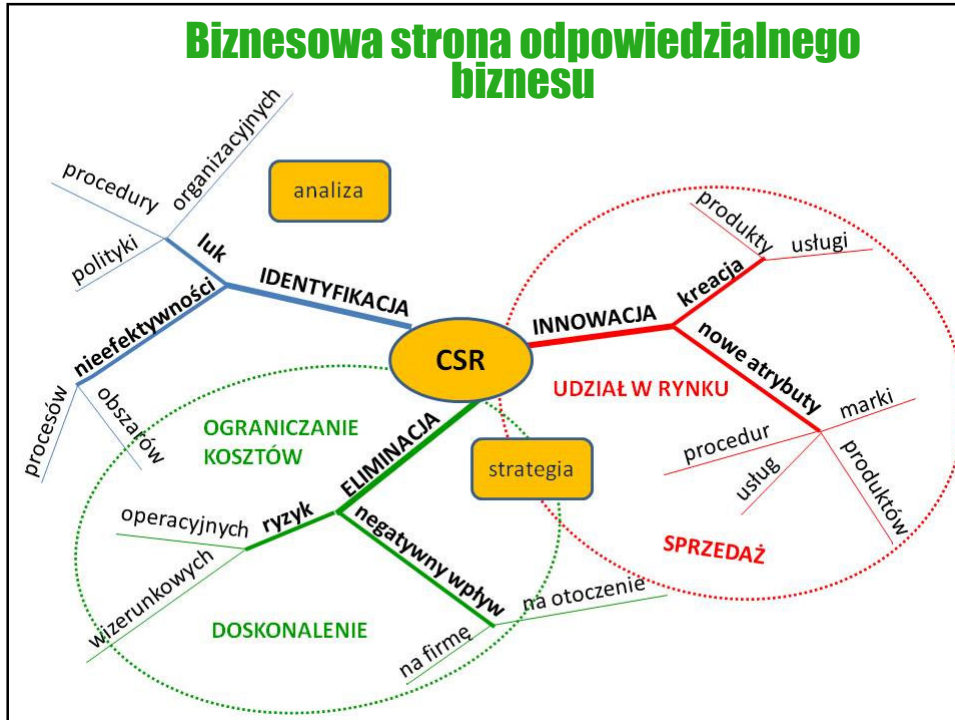 Biznesowa strona odpowiedzialnego
biznesu
organizacyjnych
procedury
polityki
luk
analiza
IDENTYFIKACJA
nieefektywności
procesów
obszarów
CSR
INNOWACJA
kreacja
produkty
usługi
nowe atrybuty
marki
procedur
usług
produktów
UDZIAŁ W RYNKU
SPRZEDAŻ
strategia
OGRANICZANIE
KOSZTÓW
ELIMINACJA
ryzyk
operacyjnych
wizerunkowych
negatywny wpływ
na otoczenie
na firmę
DOSKONALENIE